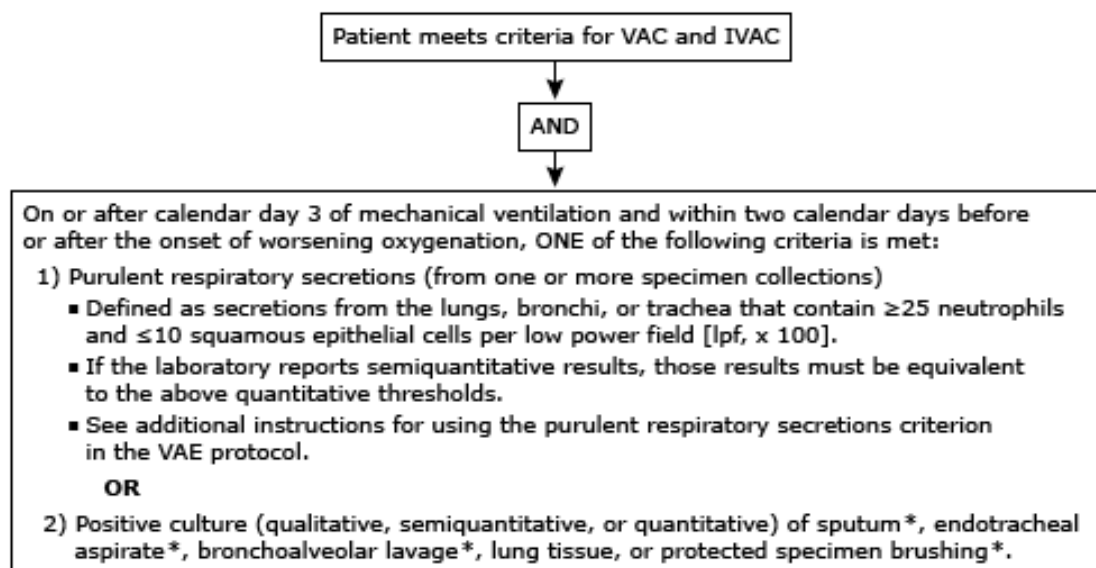 Patient meets criteria for VAC and IVAC
AND
On or after calendar day 3 of mechanical ventilation and within two calendar days before
or after the onset of worsening oxygenation, ONE of the following criteria is met:
1) Purulent respiratory secretions (from one or more specimen collections)
▪ Defined as secretions from the lungs, bronchi, or trachea that contain ≥25 neutrophils
and ≤10 squamous epithelial cells per low power field [lpf, x 100].
▪ If the laboratory reports semiquantitative results, those results must be equivalent
to the above quantitative thresholds.
▪ See additional instructions for using the purulent respiratory secretions criterion
in the VAE protocol.
OR
2) Positive culture (qualitative, semiquantitative, or quantitative) of sputum*, endotracheal
aspirate*, bronchoalveolar lavage*, lung tissue, or protected specimen brushing*.